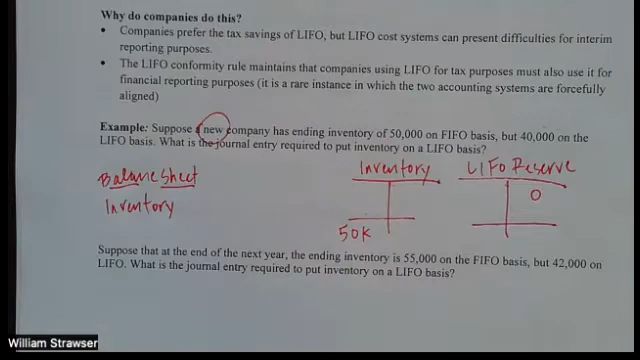 Why do companies do this?
• Companies prefer the tax savings of LIFO, but LIFO cost systems can present difficulties for interim
reporting purposes.
• The LIFO conformity rule maintains that companies using LIFO for tax purposes must also use it for
financial reporting purposes (it is a rare instance in which the two accounting systems are forcefully
aligned)
Example: Suppose a new company has ending inventory of 50,000 on FIFO basis, but 40,000 on the
LIFO basis. What is the journal entry required to put inventory on a LIFO basis?
Balance Sheet
Inventory
Inventory
50K
LIFO Reserve
0
Suppose that at the end of the next year, the ending inventory is 55,000 on the FIFO basis, but 42,000 on
LIFO. What is the journal entry required to put inventory on a LIFO basis?
William Strawser